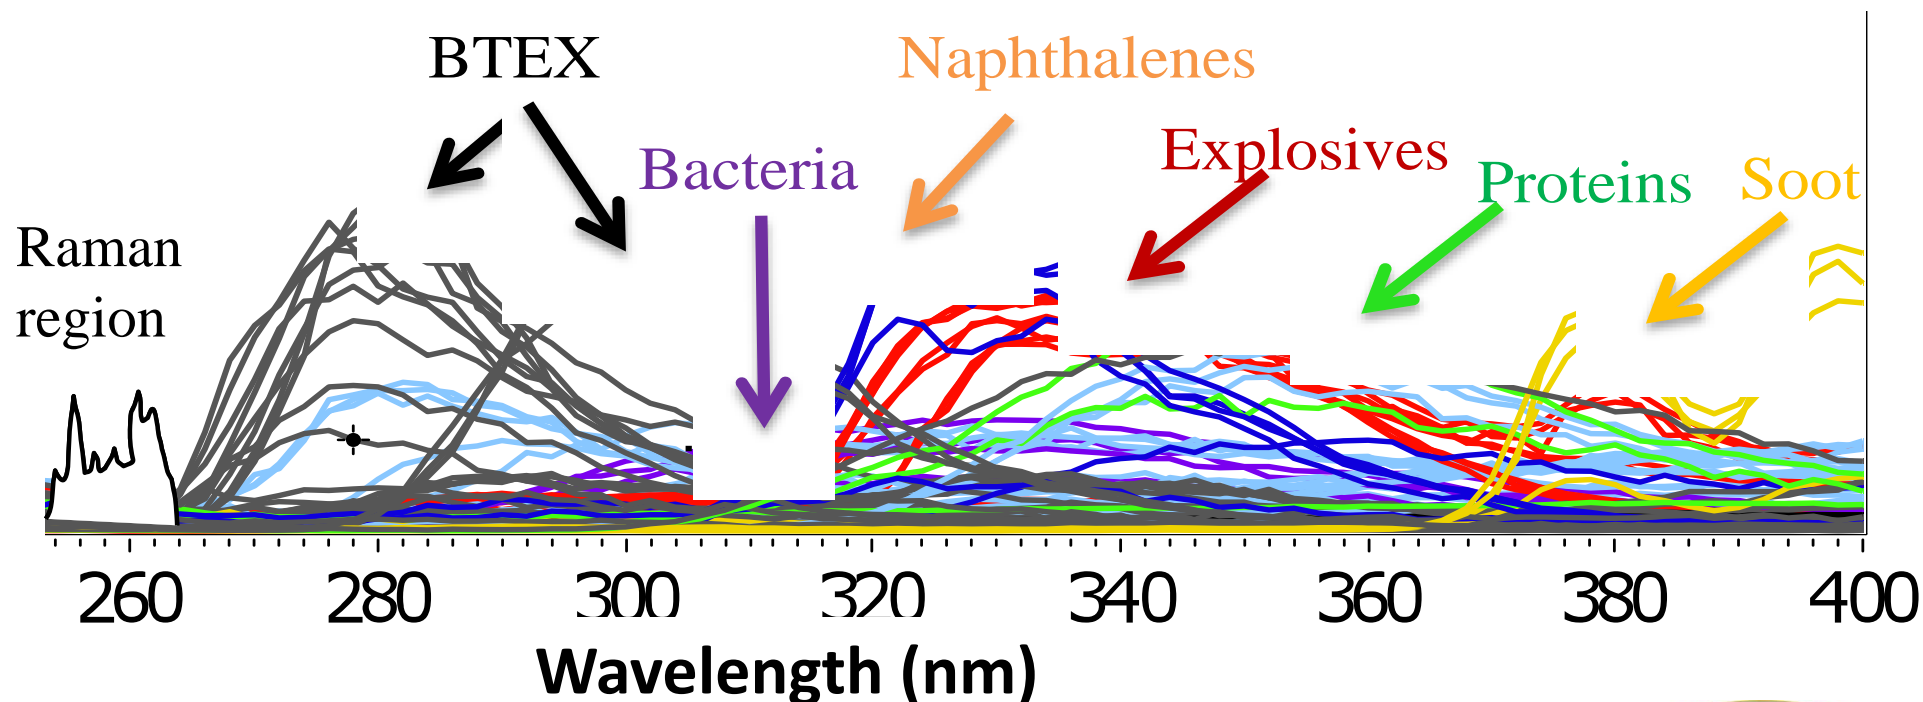 BTEX
Naphthalenes
Explosives
Bacteria
Proteins
Soot
Raman
region
260 280 300 320 340 360 380 400
Wavelength (nm)